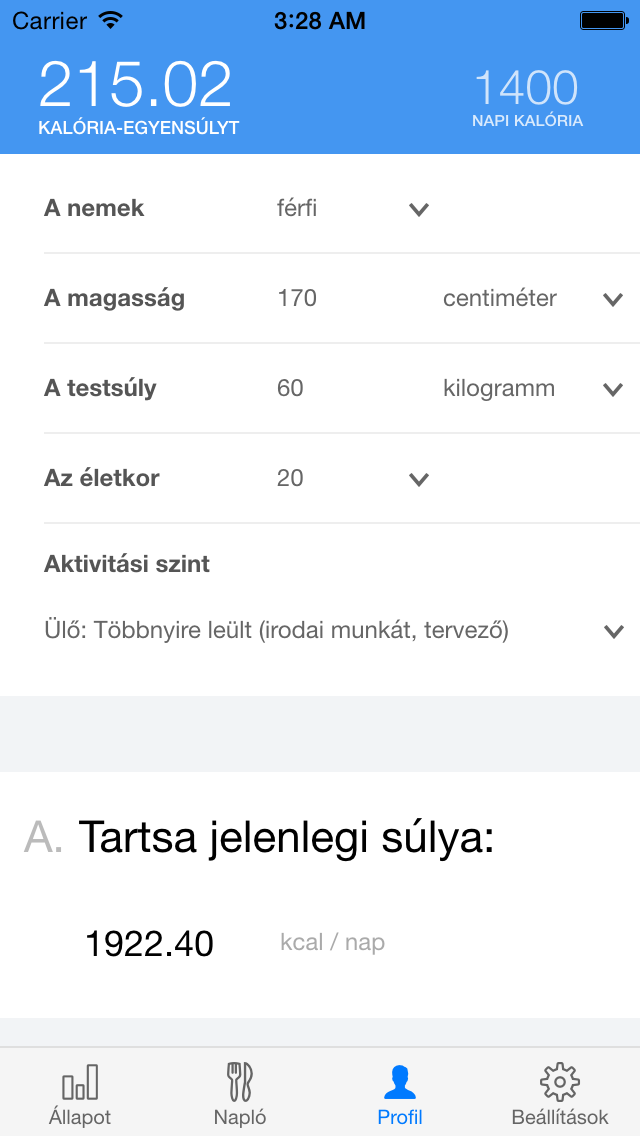 Carrier 3:28 AM
215.02 1400
KALÓRIA-EGYENSÚLYT NAPI KALÓRIA
A nemek férfi
A magasság 170 centiméter
A testsúly 60 kilogramm
Az életkor 20
Aktivitási szint
Ülő: Többnyire leült (irodai munkát, tervező)
A. Tartsa jelenlegi súlya:
1922.40 kcal / nap
Állapot Napló Profil Beállítások